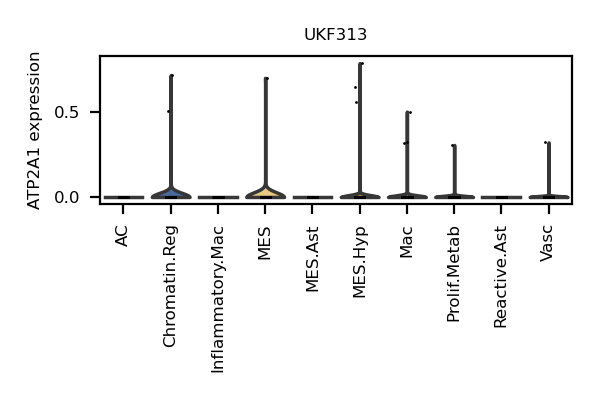 UKF313
ATP2A1 expression
0.5
0.0
AC
Chromatin.Reg
Inflammatory.Mac
MES
MES.Ast
MES.Hyp
Mac
Prolif.Metab
Reactive.Ast
Vasc